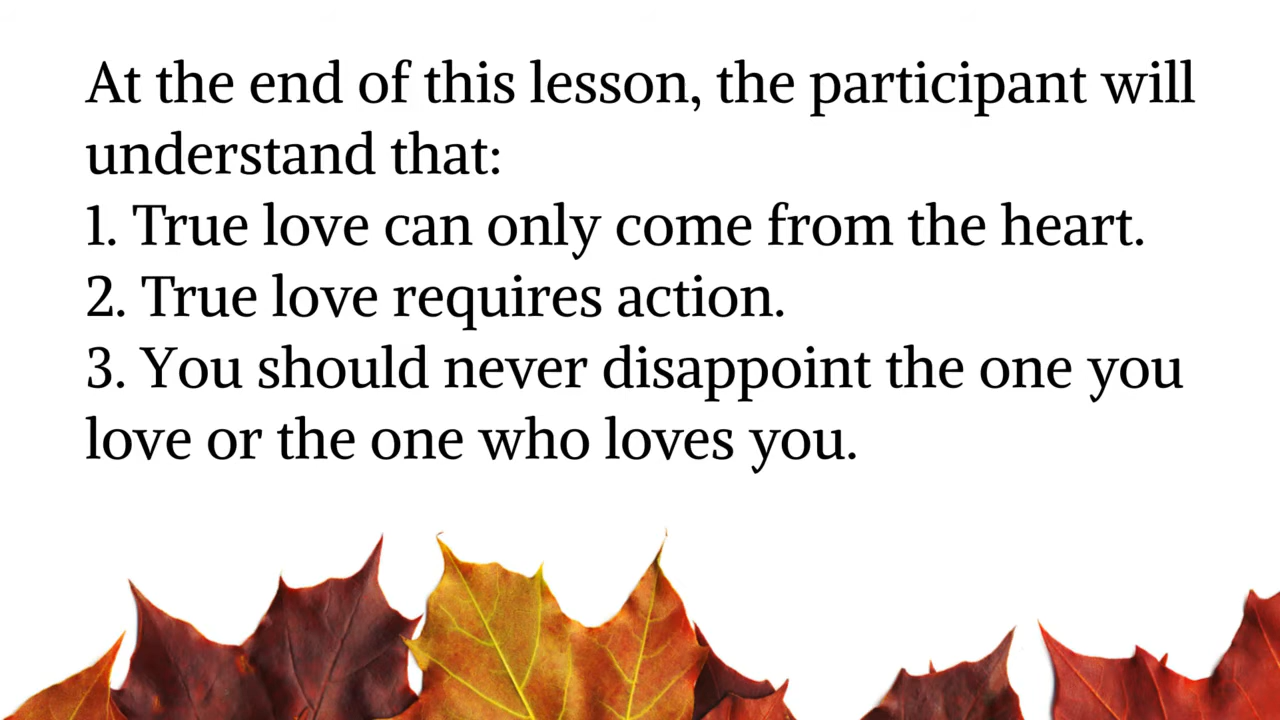 At the end of this lesson, the participant will
understand that:
1. True love can only come from the heart.
2. True love requires action.
3. You should never disappoint the one you
love or the one who loves you.